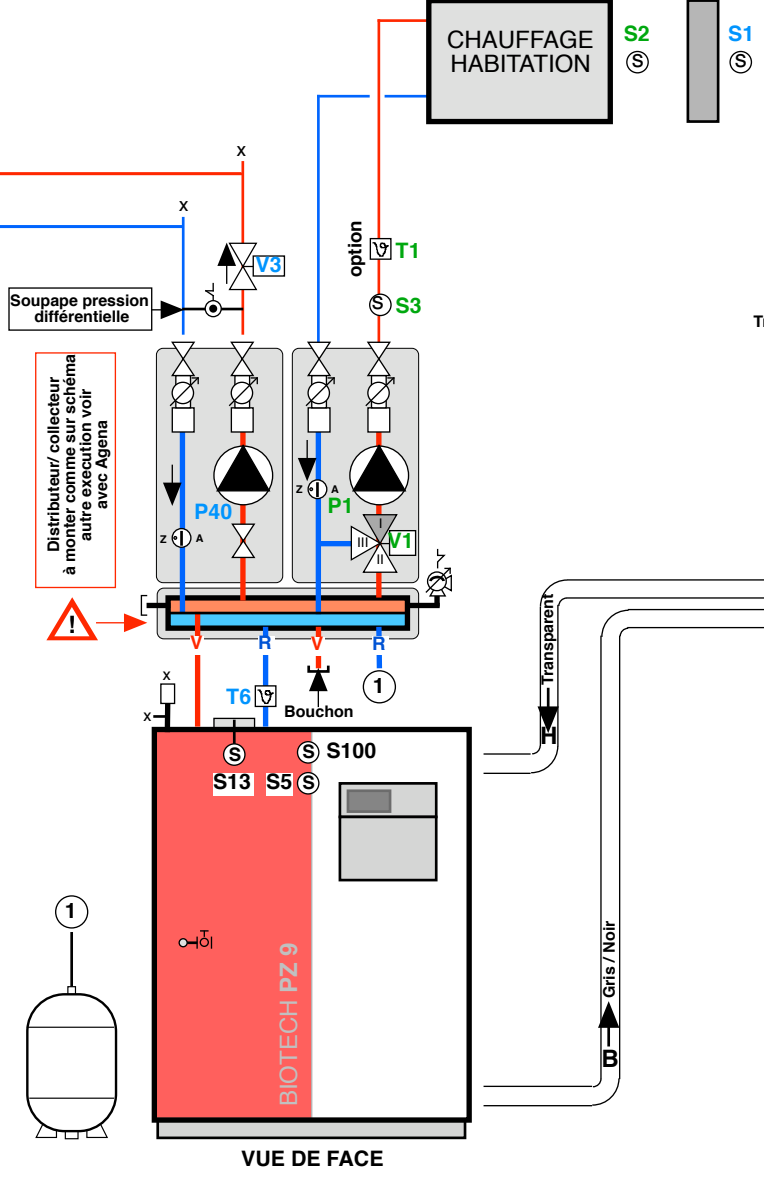 CHAUFFAGE
HABITATION
S2
S
S1
S
X
X
option
T1
V3
S
S3
Soupape pression
différentielle
Distributeur/ collecteur
à monter comme sur schéma
autre execution voir
avec Agena
Z
A
P40
Z
A
P1
I
III
V1
II
!
V
R
V
R
1
T6
Bouchon
X
X
S
S13
S
S100
S5
S
BIOTECH PZ 9
1
Transparent
H
Gris / Noir
B
VUE DE FACE